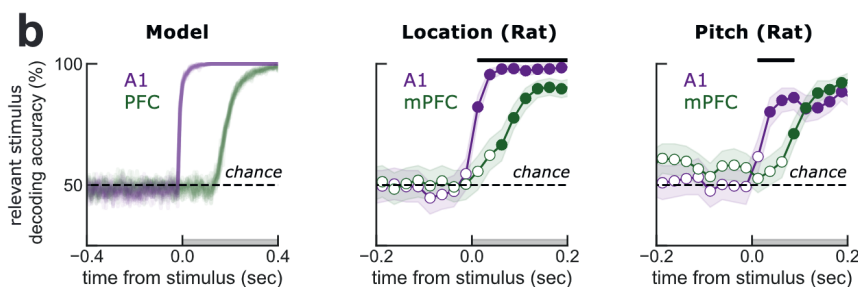 b
Model
Location (Rat)
Pitch (Rat)
relevant stimulus
decoding accuracy (%)
100
50
A1
PFC
chance
−0.4
0.0
0.4
time from stimulus (sec)
A1
mPFC
chance
−0.2
0.0
0.2
time from stimulus (sec)
A1
mPFC
chance
−0.2
0.0
0.2
time from stimulus (sec)